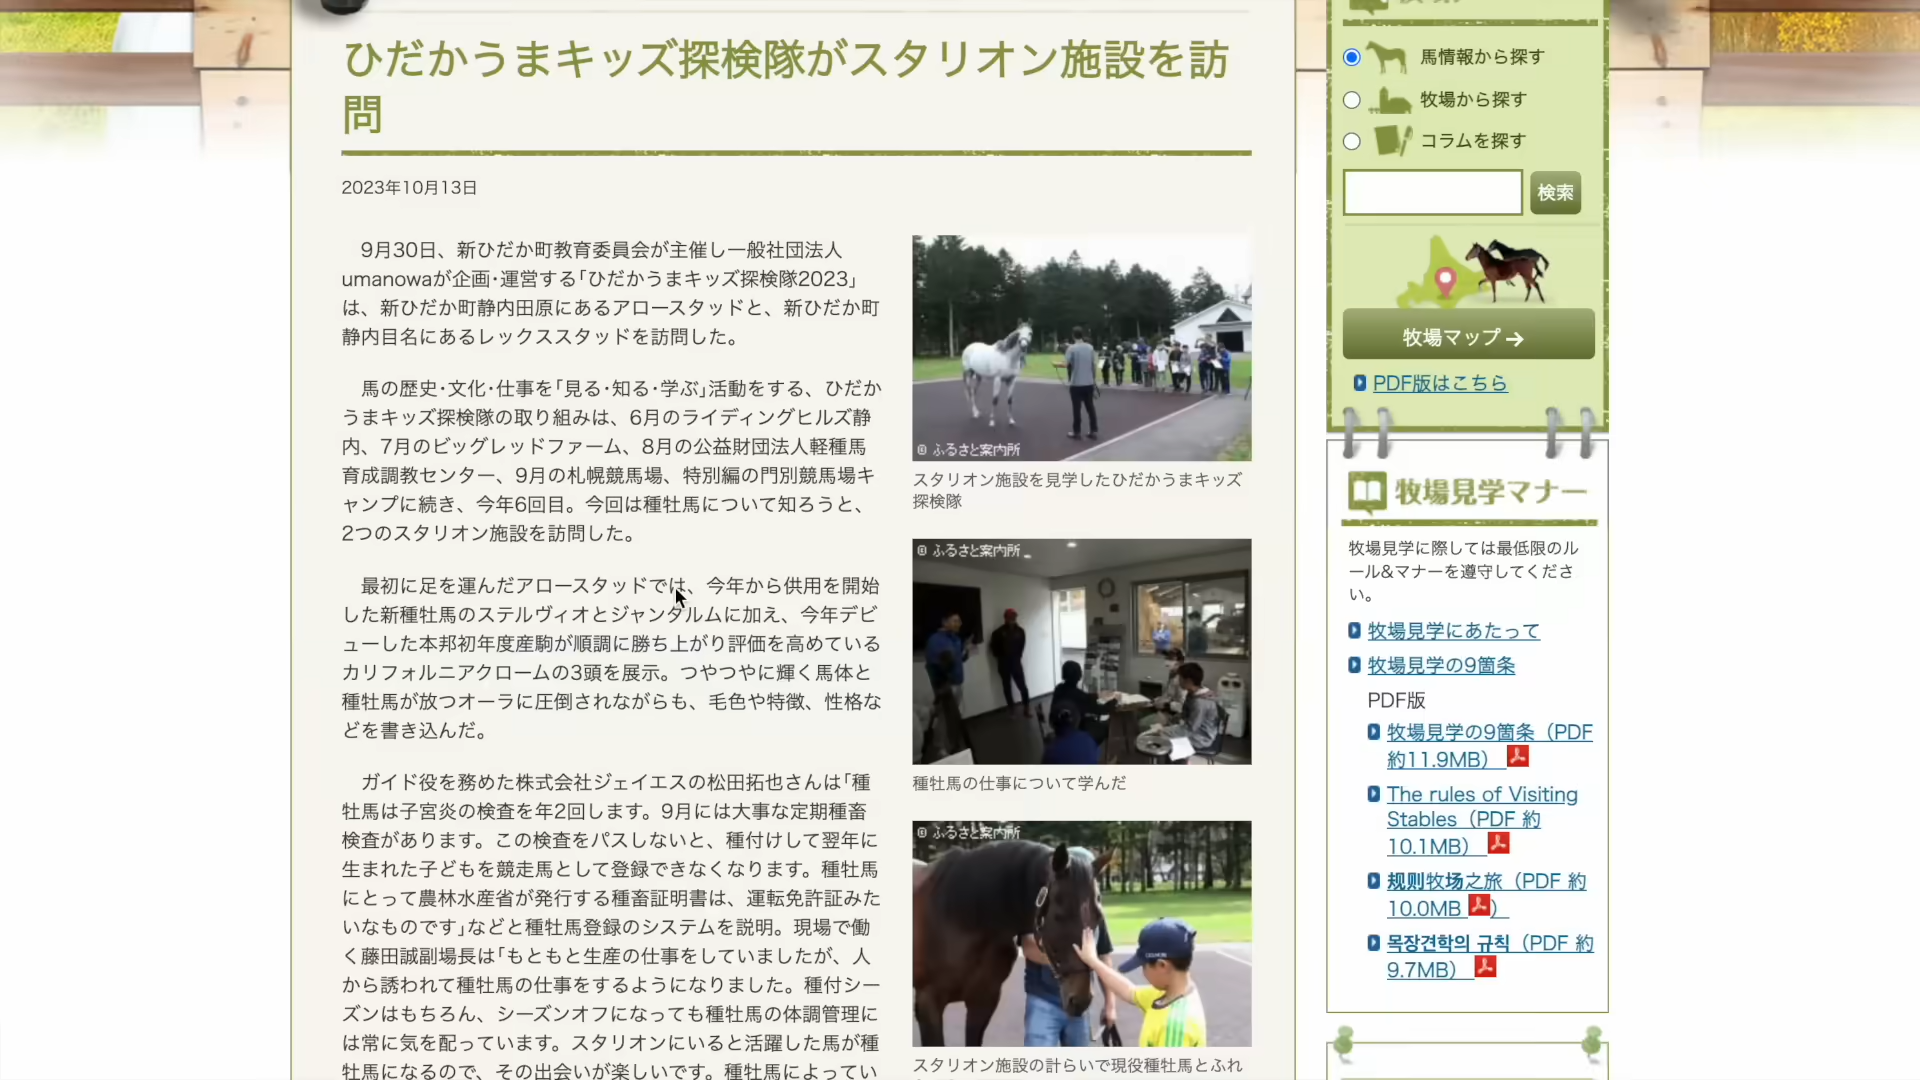 ひだかうまキッズ探検隊がスタリオン施設を訪
問
2023年10月13日
9月30日、新ひだか町教育委員会が主催し一般社団法人
umanowaが企画・運営する「ひだかうまキッズ探検隊2023」
は、新ひだか町静内田原にあるアロースタッドと、新ひだか町
静内目名にあるレックススタッドを訪問した。
馬の歴史・文化・仕事を「見る・知る・学ぶ」活動をする、ひだか
うまキッズ探検隊の取り組みは、6月のライディングヒルズ静
内、7月のビッグレッドファーム、8月の公益財団法人軽種馬
育成調教センター、9月の札幌競馬場、特別編の門別競馬場キ
ャンプに続き、今年6回目。今回は種牡馬について知ろうと、
2つのスタリオン施設を訪問した。
最初に足を運んだアロースタッドでは、今年から供用を開始
した新種牡馬のステルヴィオとジャンダルムに加え、今年デビ
ューした本邦初年度産駒が順調に勝ち上がり評価を高めている
カリフォルニアクロームの3頭を展示。つやつやに輝く馬体と
種牡馬が放つオーラに圧倒されながらも、毛色や特徴、性格な
どを書き込んだ。
ガイド役を務めた株式会社ジェイエスの松田拓也さんは「種
牡馬は子宮炎の検査を年2回します。9月には大事な定期種畜
検査があります。この検査をパスしないと、種付けして翌年に
生まれた子どもを競走馬として登録できなくなります。種牡馬
にとって農林水産省が発行する種畜証明書は、運転免許証みた
いなものです」などと種牡馬登録のシステムを説明。現場で働
く藤田誠副場長は「もともと生産の仕事をしていましたが、人
から誘われて種牡馬の仕事をするようになりました。種付シー
ズンはもちろん、シーズンオフになっても種牡馬の体調管理に
は常に気を配っています。スタリオンにいると活躍した馬が種
牡馬になるので、その出会いが楽しいです。種牡馬によってい
© ふるさと案内所
スタリオン施設を見学したひだかうまキッズ
探検隊
© ふるさと案内所
種牡馬の仕事について学んだ
© ふるさと案内所
スタリオン施設の計らいで現役種牡馬とふれ
馬情報から探す
牧場から探す
コラムを探す
検索
牧場マップ→
PDF版はこちら
牧場見学マナー
牧場見学に際しては最低限のル
ール&マナーを遵守してくださ
い。
牧場見学にあたって
牧場見学の9箇条
PDF版
牧場見学の9箇条（PDF
約11.9MB）
The rules of Visiting
Stables（PDF 約
10.1MB）
规则牧场之旅（PDF 約
10.0MB ）
목장견학의 규칙（PDF 約
9.7MB）